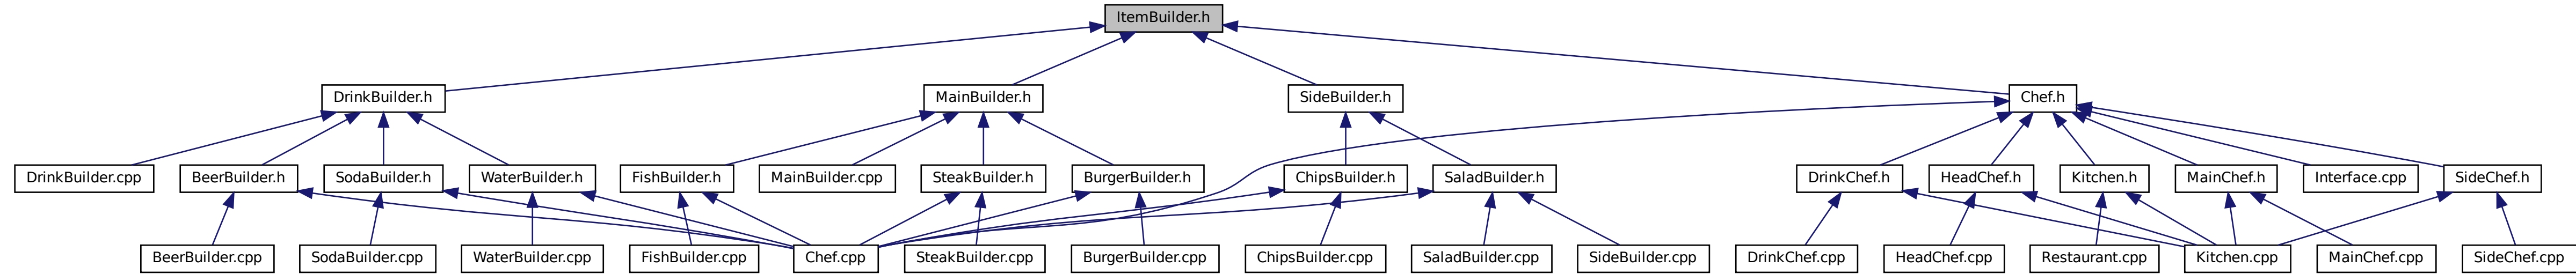 ItemBuilder.h
DrinkBuilder.h
MainBuilder.h
SideBuilder.h
Chef.h
DrinkBuilder.cpp
BeerBuilder.h
SodaBuilder.h
WaterBuilder.h
FishBuilder.h
MainBuilder.cpp
SteakBuilder.h
BurgerBuilder.h
ChipsBuilder.h
SaladBuilder.h
DrinkChef.h
HeadChef.h
Kitchen.h
MainChef.h
Interface.cpp
SideChef.h
BeerBuilder.cpp
SodaBuilder.cpp
WaterBuilder.cpp
FishBuilder.cpp
Chef.cpp
SteakBuilder.cpp
BurgerBuilder.cpp
ChipsBuilder.cpp
SaladBuilder.cpp
SideBuilder.cpp
DrinkChef.cpp
HeadChef.cpp
Restaurant.cpp
Kitchen.cpp
MainChef.cpp
SideChef.cpp